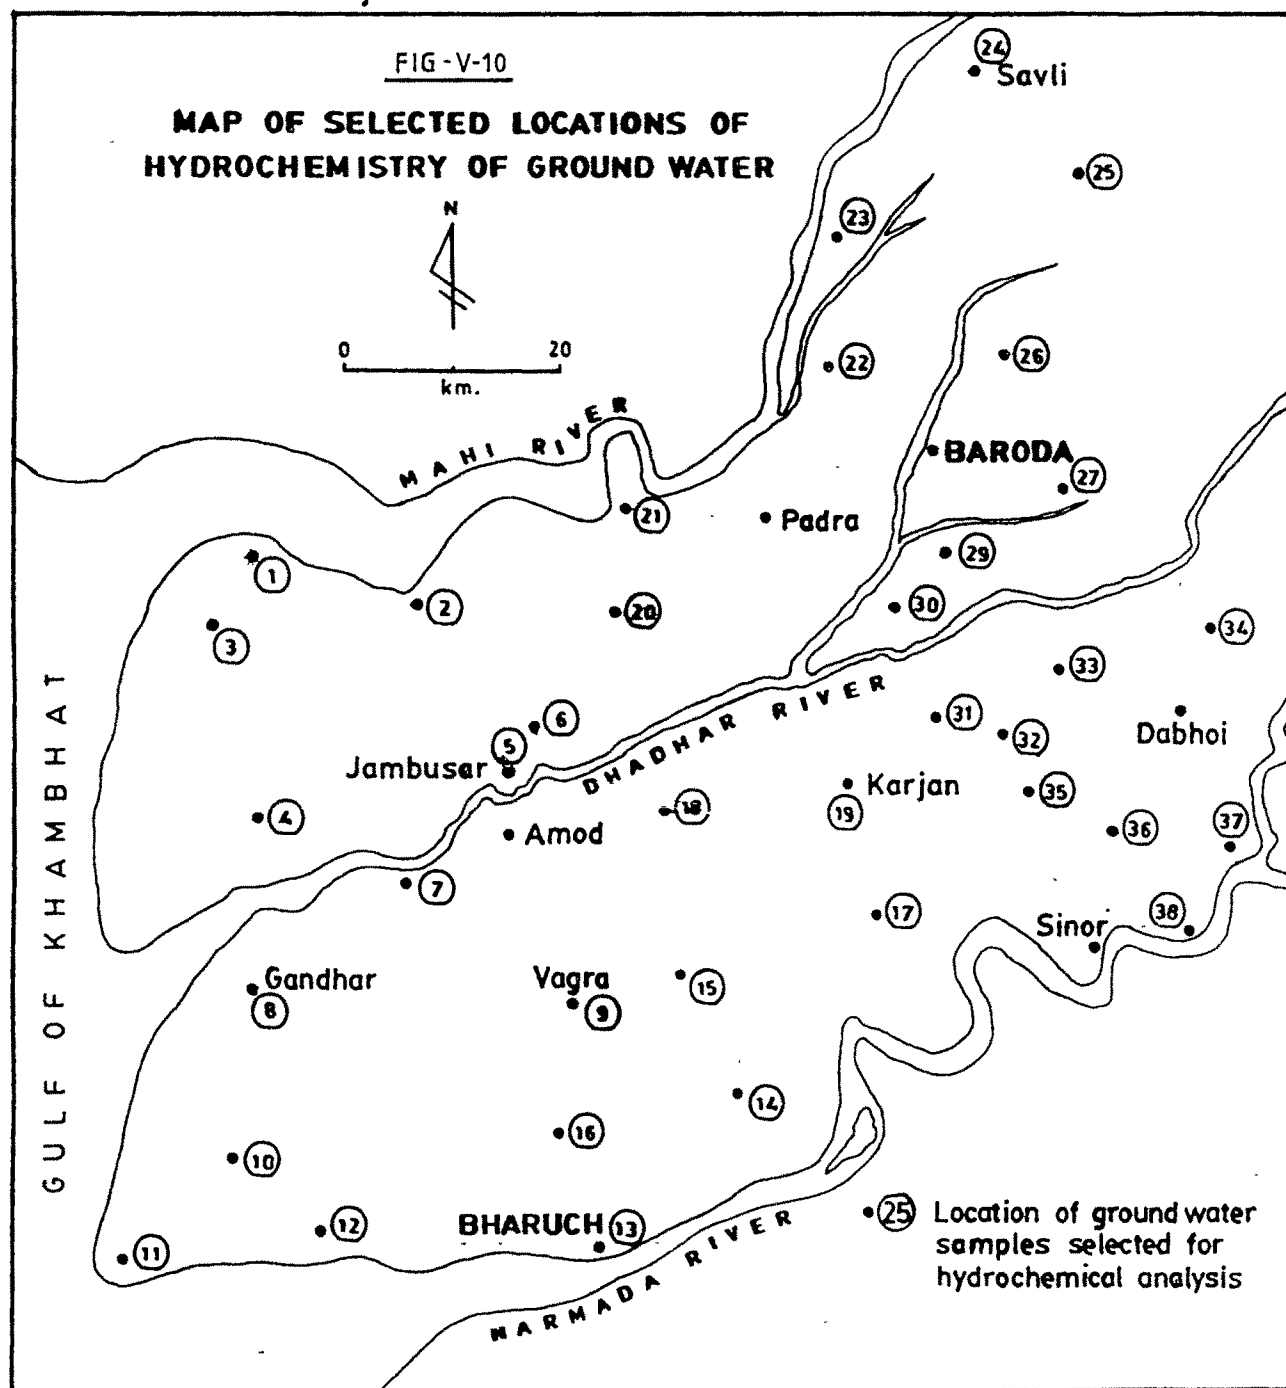 FIG-V-10
MAP OF SELECTED LOCATIONS OF
HYDROCHEMISTRY OF GROUND WATER
N
0 20
km.
24
Savli
25
23
22
26
MAHI RIVER
BARODA
27
21
Padra
1
29
2
20
30
3
34
33
6
31
5
32
Dabhoi
Jambusar
DHADHAR RIVER
Karjan
35
4
18
19
Amod
36
37
7
17
38
Sinor
GULF OF KHAMBHAT
Gandhar
8
Vagra
9
15
14
16
10
BHARUCH
13
12
11
NARMADA RIVER
25 Location of ground water
samples selected for
hydrochemical analysis